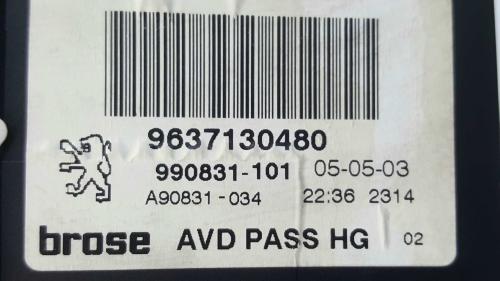 9637130480
990831-101 05-05-03
A90831-034 22:36 2314
brose AVD PASS HG 02